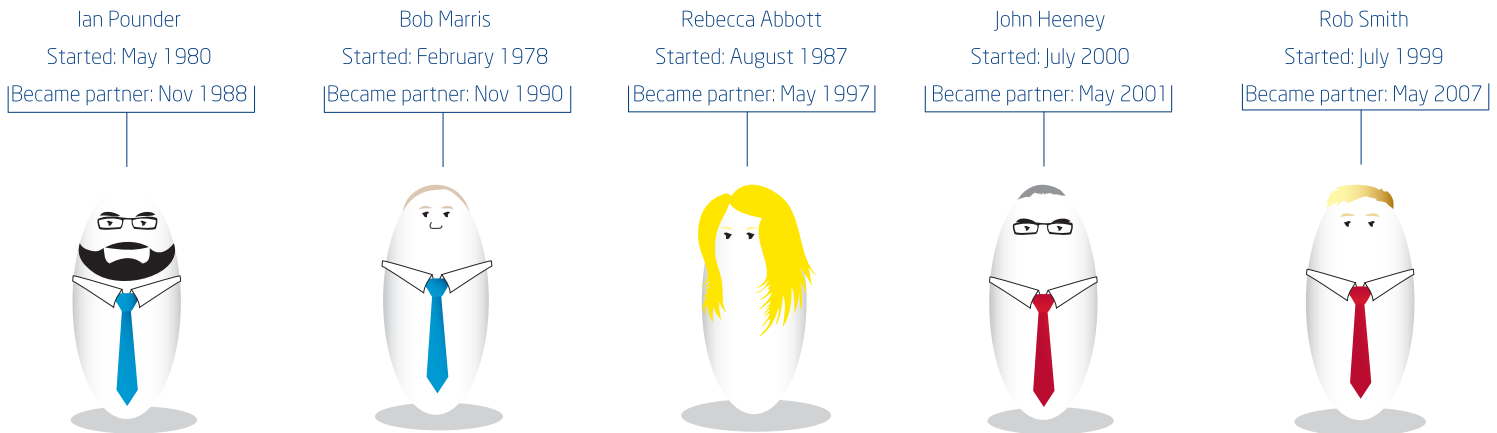 Ian Pounder
Started: May 1980
Became partner: Nov 1988
Bob Marris
Started: February 1978
Became partner: Nov 1990
Rebecca Abbott
Started: August 1987
Became partner: May 1997
John Heeney
Started: July 2000
Became partner: May 2001
Rob Smith
Started: July 1999
Became partner: May 2007